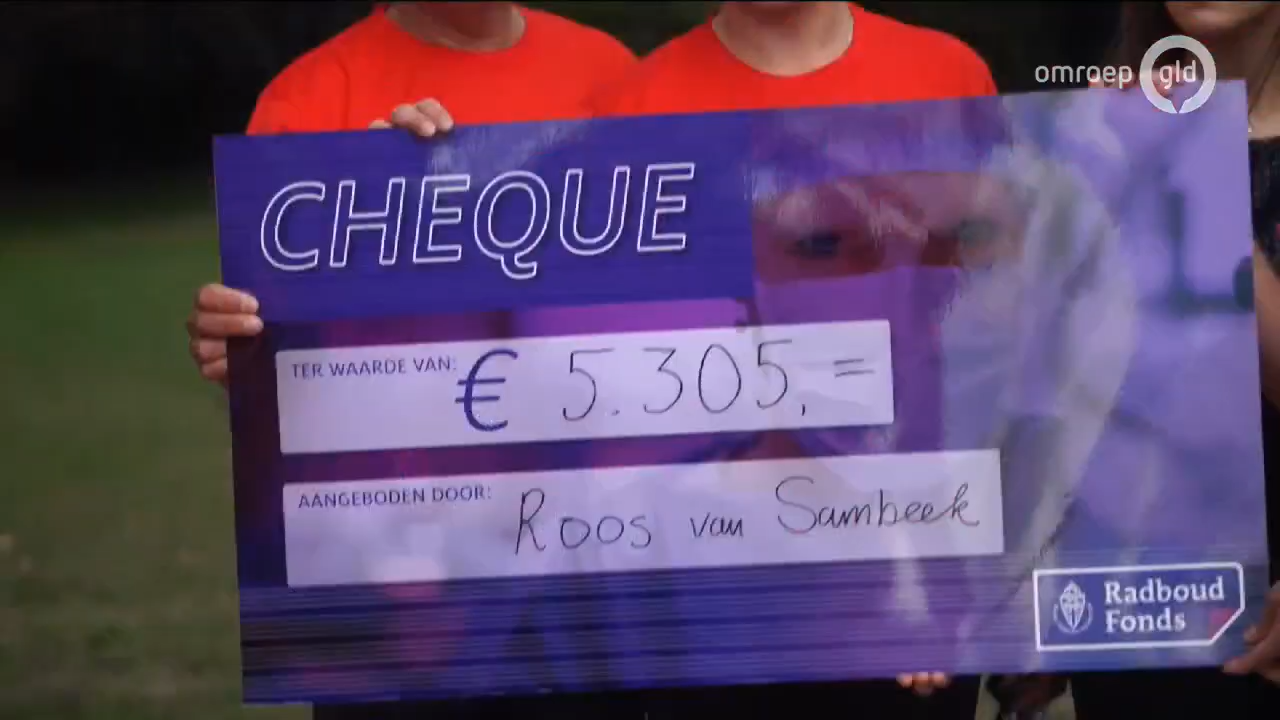 omroep gld
CHEQUE
TER WAARDE VAN: € 5.305,=
AANGEBODEN DOOR: Roos van Sambeek
Radboud
Fonds